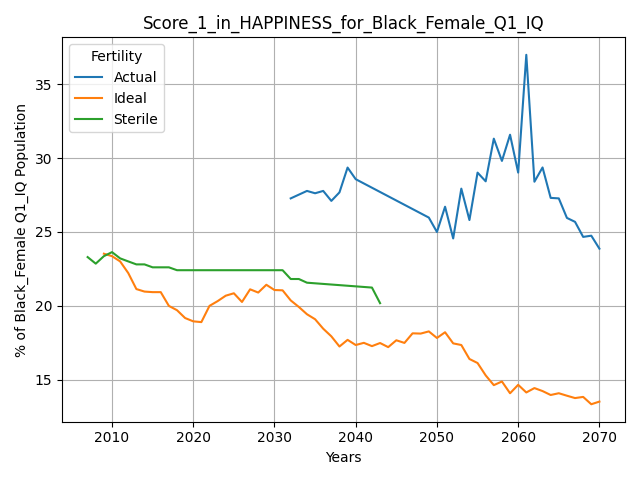 Score_1_in_HAPPINESS_for_Black_Female_Q1_IQ
Fertility
Actual
Ideal
Sterile
% of Black_Female Q1_IQ Population
35
30
25
20
15
2010 2020 2030 2040 2050 2060 2070
Years